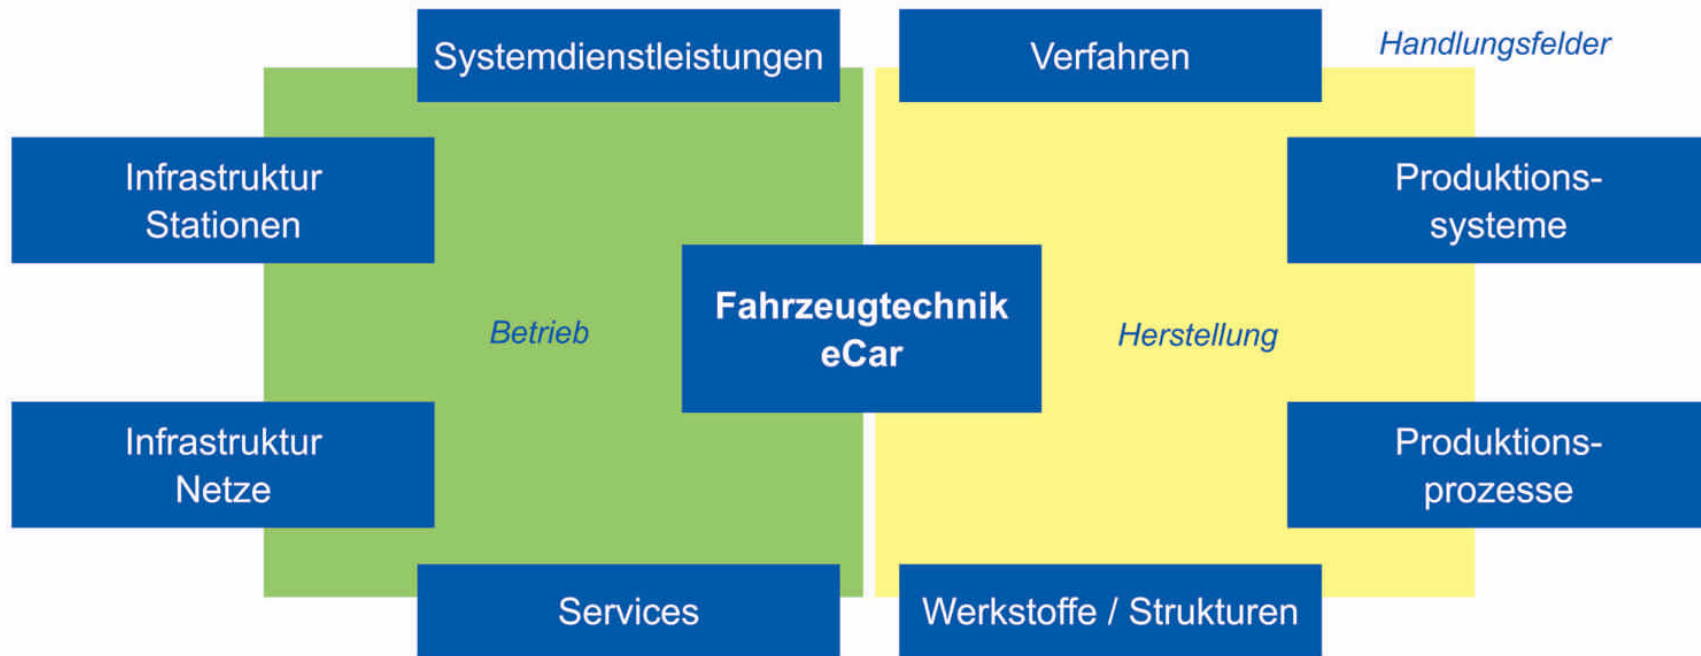 Systemdienstleistungen
Verfahren
Handlungsfelder
Infrastruktur
Stationen
Produktions-
systeme
Fahrzeugtechnik
eCar
Betrieb
Herstellung
Infrastruktur
Netze
Produktions-
prozesse
Services
Werkstoffe / Strukturen